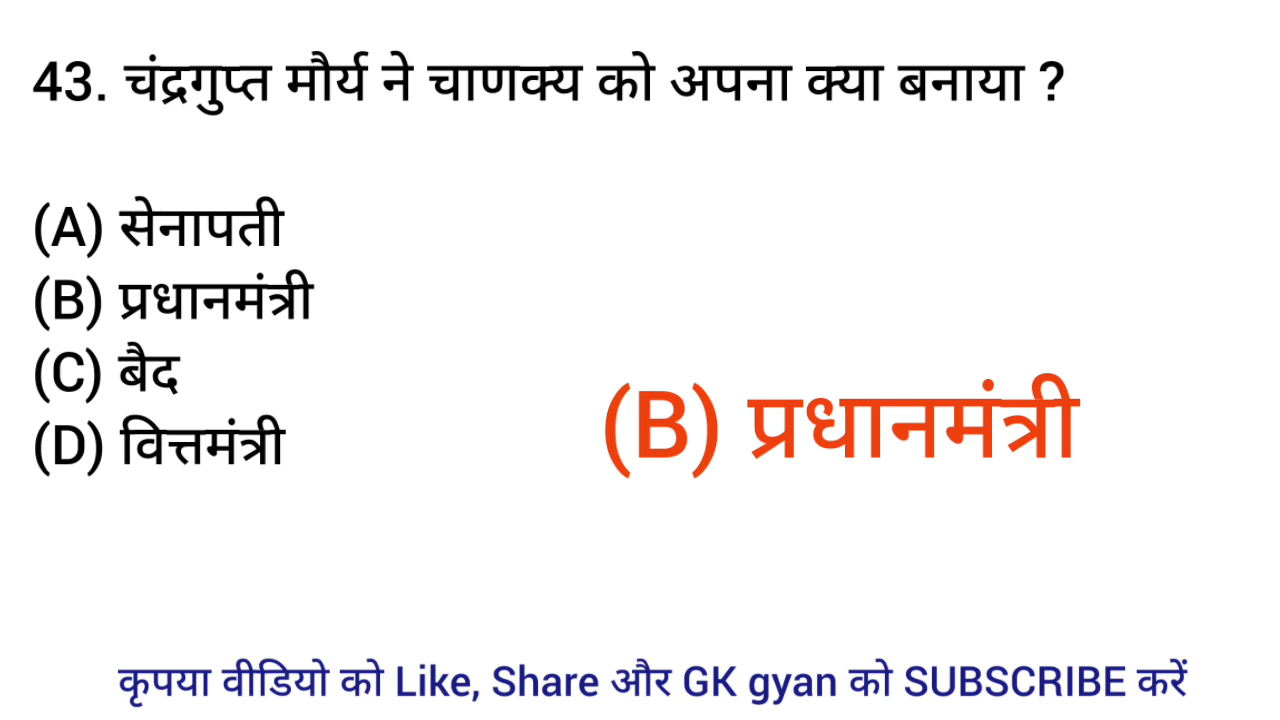 43. चंद्रगुप्त मौर्य ने चाणक्य को अपना क्या बनाया ?
(A) सेनापती
(B) प्रधानमंत्री
(C) बैद
(D) वित्तमंत्री
(B) प्रधानमंत्री
कृपया वीडियो को Like, Share और GK gyan को SUBSCRIBE करें